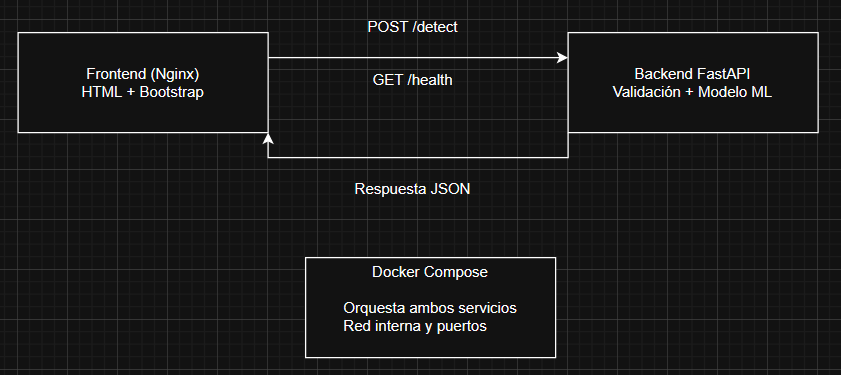 POST /detect
Frontend (Nginx)
HTML + Bootstrap
GET /health
Backend FastAPI
Validación + Modelo ML
Respuesta JSON
Docker Compose
Orquesta ambos servicios
Red interna y puertos